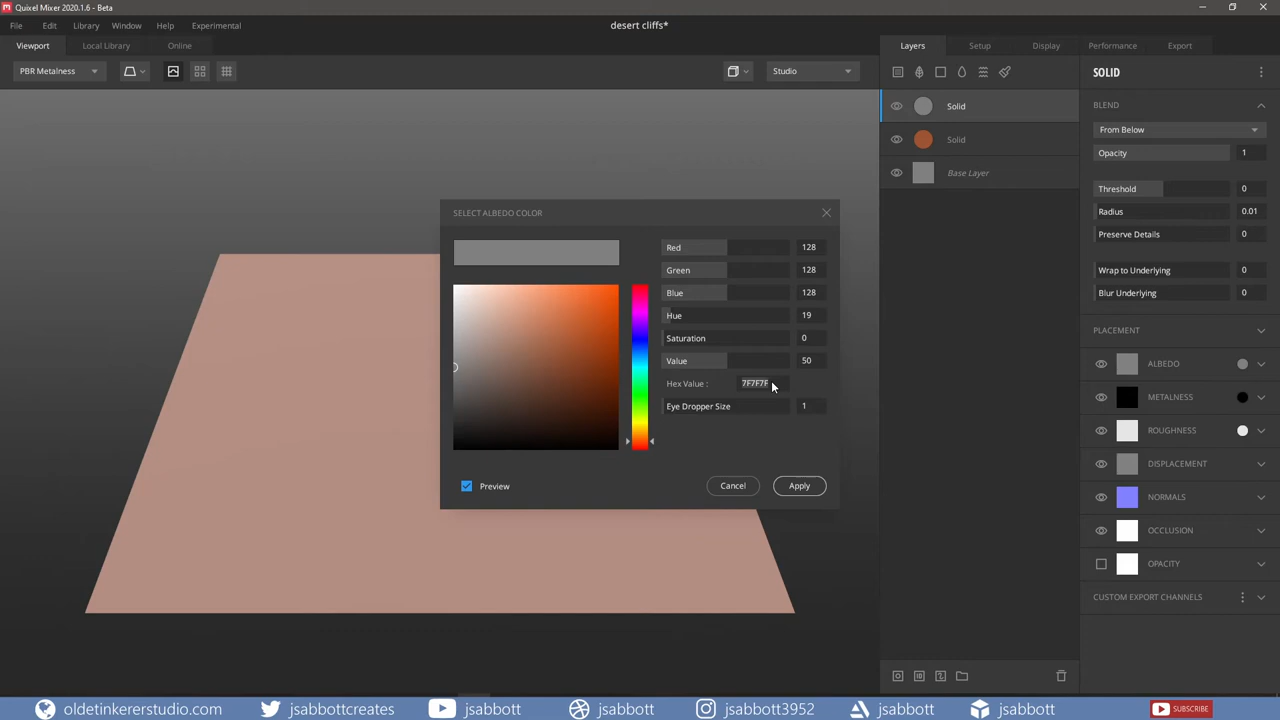 Quixel Mixer 2020.1.6 - Beta
File Edit Library Window Help Experimental
desert cliffs*
Viewport Local Library Online
Layers Setup Display Performance Export
PBR Metalness
Studio
SOLID
BLEND
From Below
Opacity 1
Threshold 0
Radius 0.01
Preserve Details 0
Wrap to Underlying 0
Blur Underlying 0
PLACEMENT
ALBEDO
METALNESS
ROUGHNESS
DISPLACEMENT
NORMALS
OCCLUSION
OPACITY
CUSTOM EXPORT CHANNELS
Solid
Solid
Base Layer
SELECT ALBEDO COLOR
Red 128
Green 128
Blue 128
Hue 19
Saturation 0
Value 50
Hex Value : 7F7F7F
Eye Dropper Size 1
Preview
Cancel Apply
oldetinkererstudio.com jsabbottcreates jsabbott jsabbott jsabbott3952 jsabbott jsabbott SUBSCRIBE